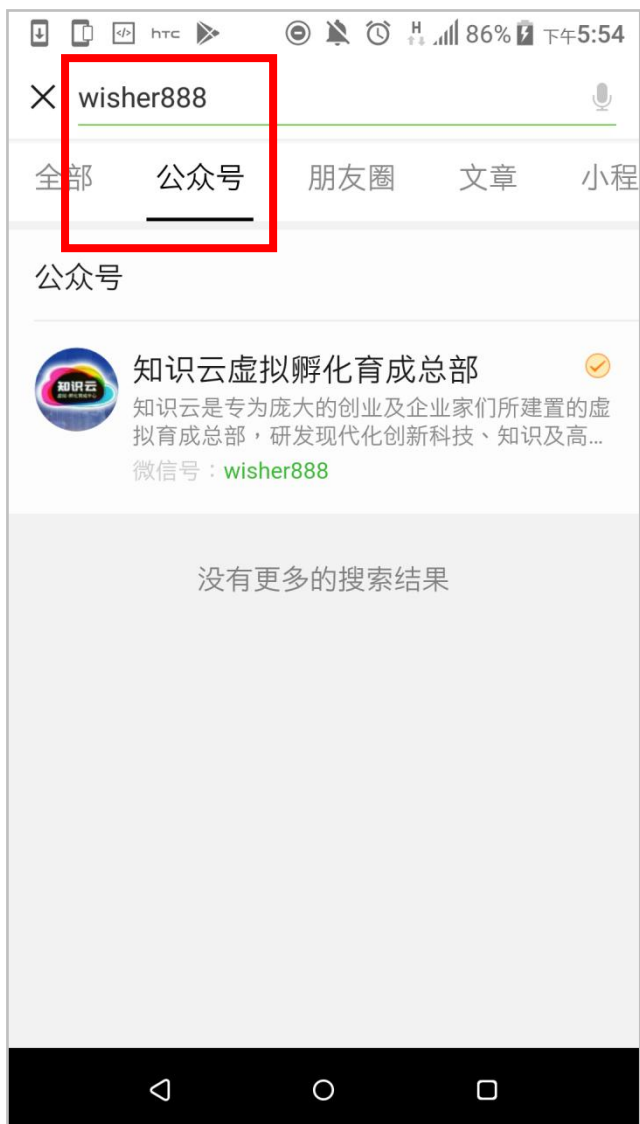 hTC H 86% 下午5:54
wisher888
全部 公众号 朋友圈 文章 小程
公众号
知识云
知识云虚拟孵化育成总部
知识云是专为庞大的创业及企业家们所建置的虚
拟育成总部，研发现代化创新科技、知识及高...
微信号：wisher888
没有更多的搜索结果